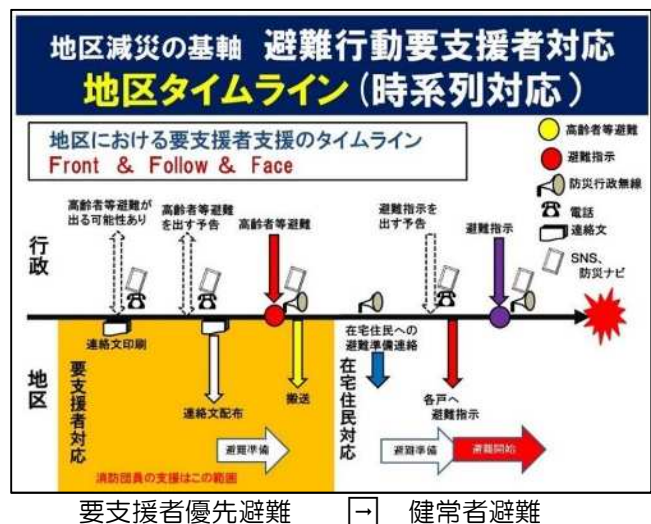 地区減災の基軸 避難行動要支援者対応
地区タイムライン(時系列対応)
地区における要支援者支援のタイムライン
Front & Follow & Face
高齢者等避難
避難指示
防災行政無線
電話
連絡文
SNS、
防災ナビ
行政
高齢者等避難が
出る可能性あり
高齢者等避難
を出す予告
高齢者等避難
避難指示を
出す予告
避難指示
地区
要支援者対応
連絡文印刷
連絡文配布
搬送
避難準備
消防団員の支援はこの範囲
在宅住民対応
在宅住民への
避難準備連絡
各戸へ
避難指示
避難準備
避難開始
要支援者優先避難 → 健常者避難